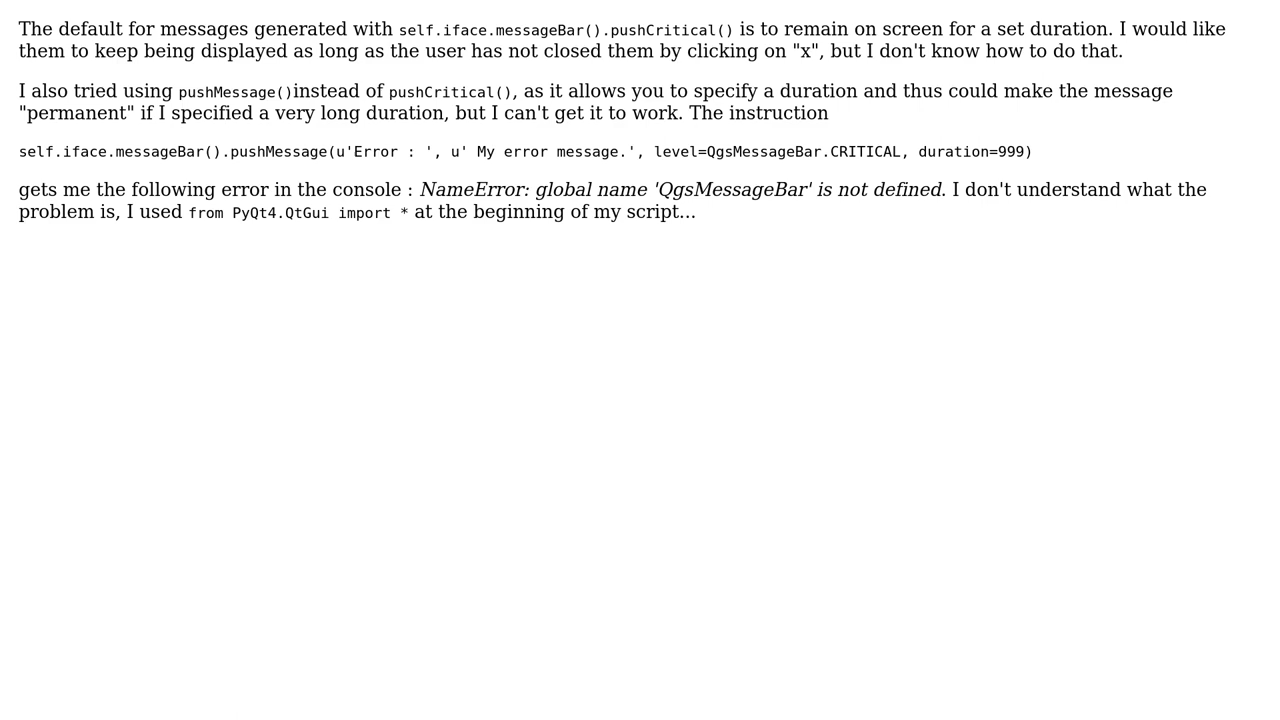 The default for messages generated with self.iface.messageBar().pushCritical() is to remain on screen for a set duration. I would like
them to keep being displayed as long as the user has not closed them by clicking on "x", but I don't know how to do that.
I also tried using pushMessage()instead of pushCritical(), as it allows you to specify a duration and thus could make the message
"permanent" if I specified a very long duration, but I can't get it to work. The instruction
self.iface.messageBar().pushMessage(u'Error : ', u' My error message.', level=QgsMessageBar.CRITICAL, duration=999)
gets me the following error in the console : NameError: global name 'QgsMessageBar' is not defined. I don't understand what the
problem is, I used from PyQt4.QtGui import * at the beginning of my script...